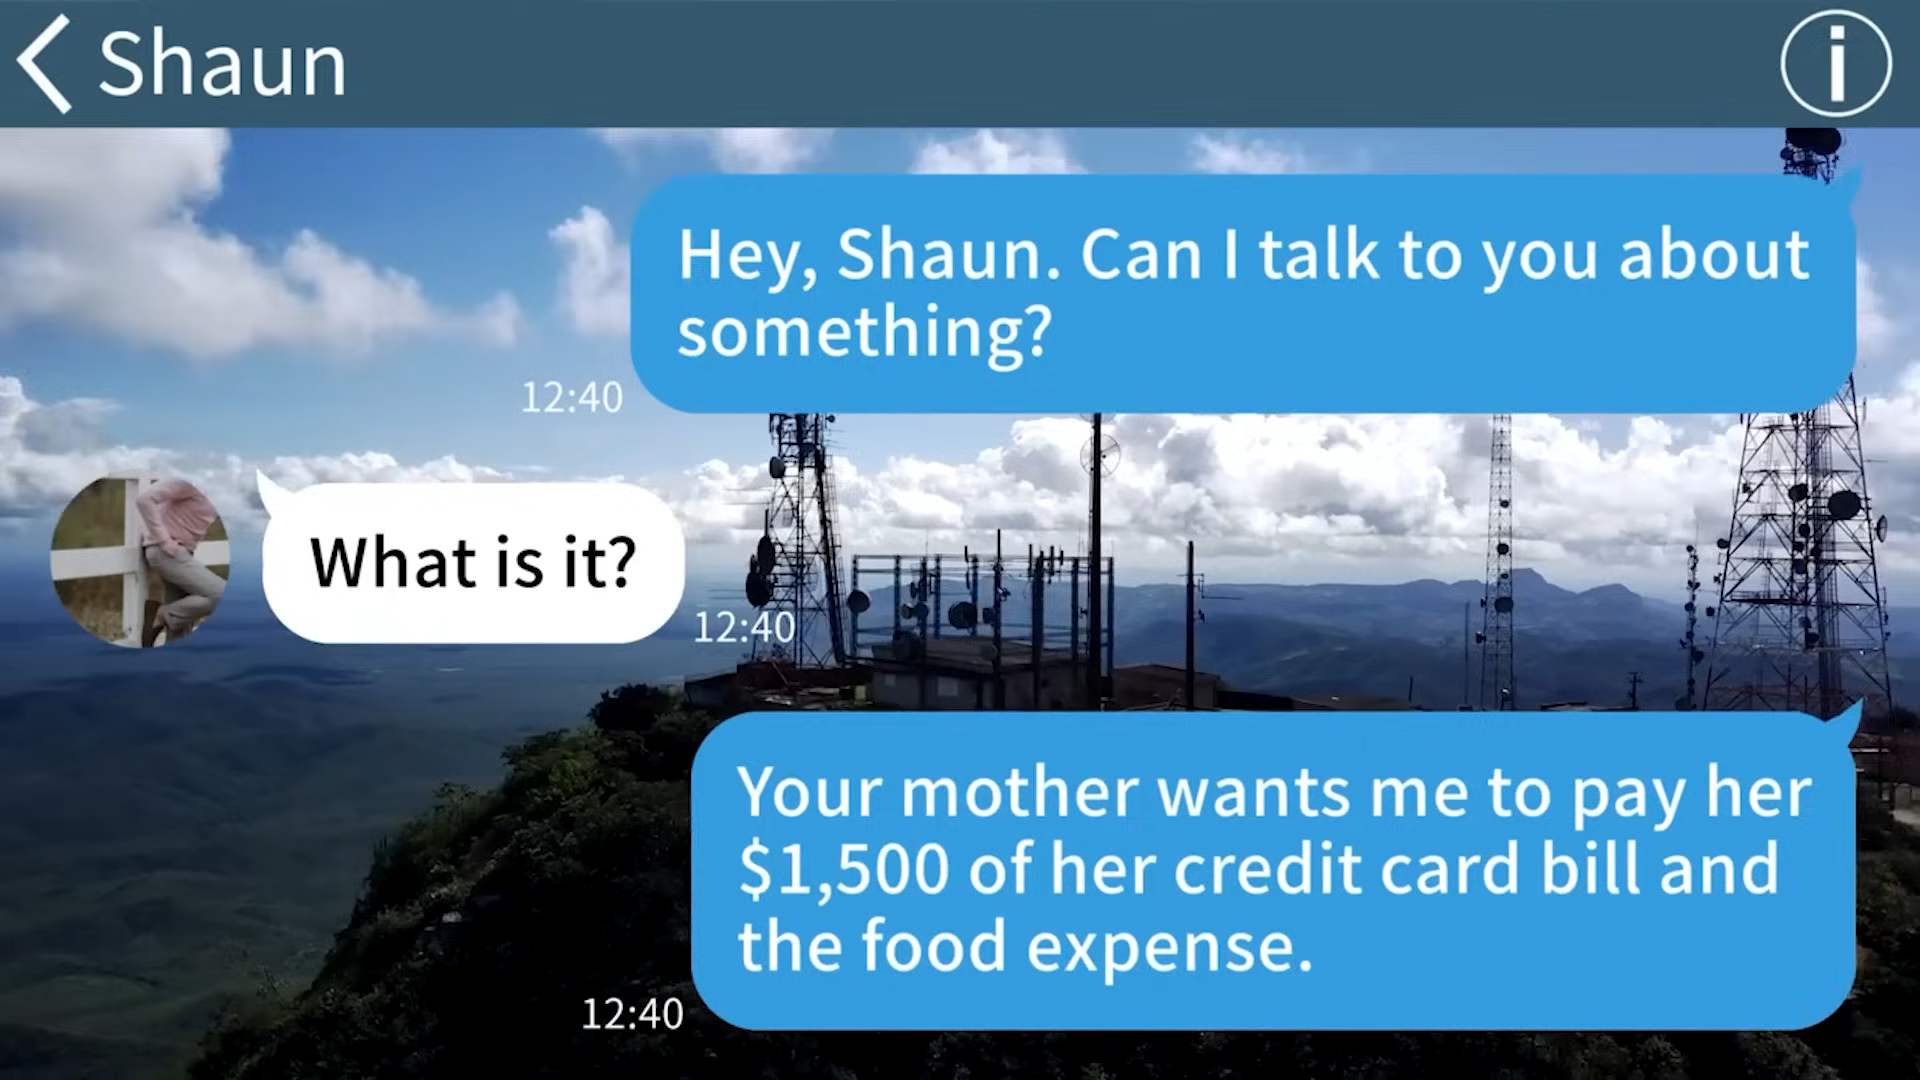 Shaun
i
Hey, Shaun. Can I talk to you about
something?
12:40
What is it?
12:40
Your mother wants me to pay her
$1,500 of her credit card bill and
the food expense.
12:40